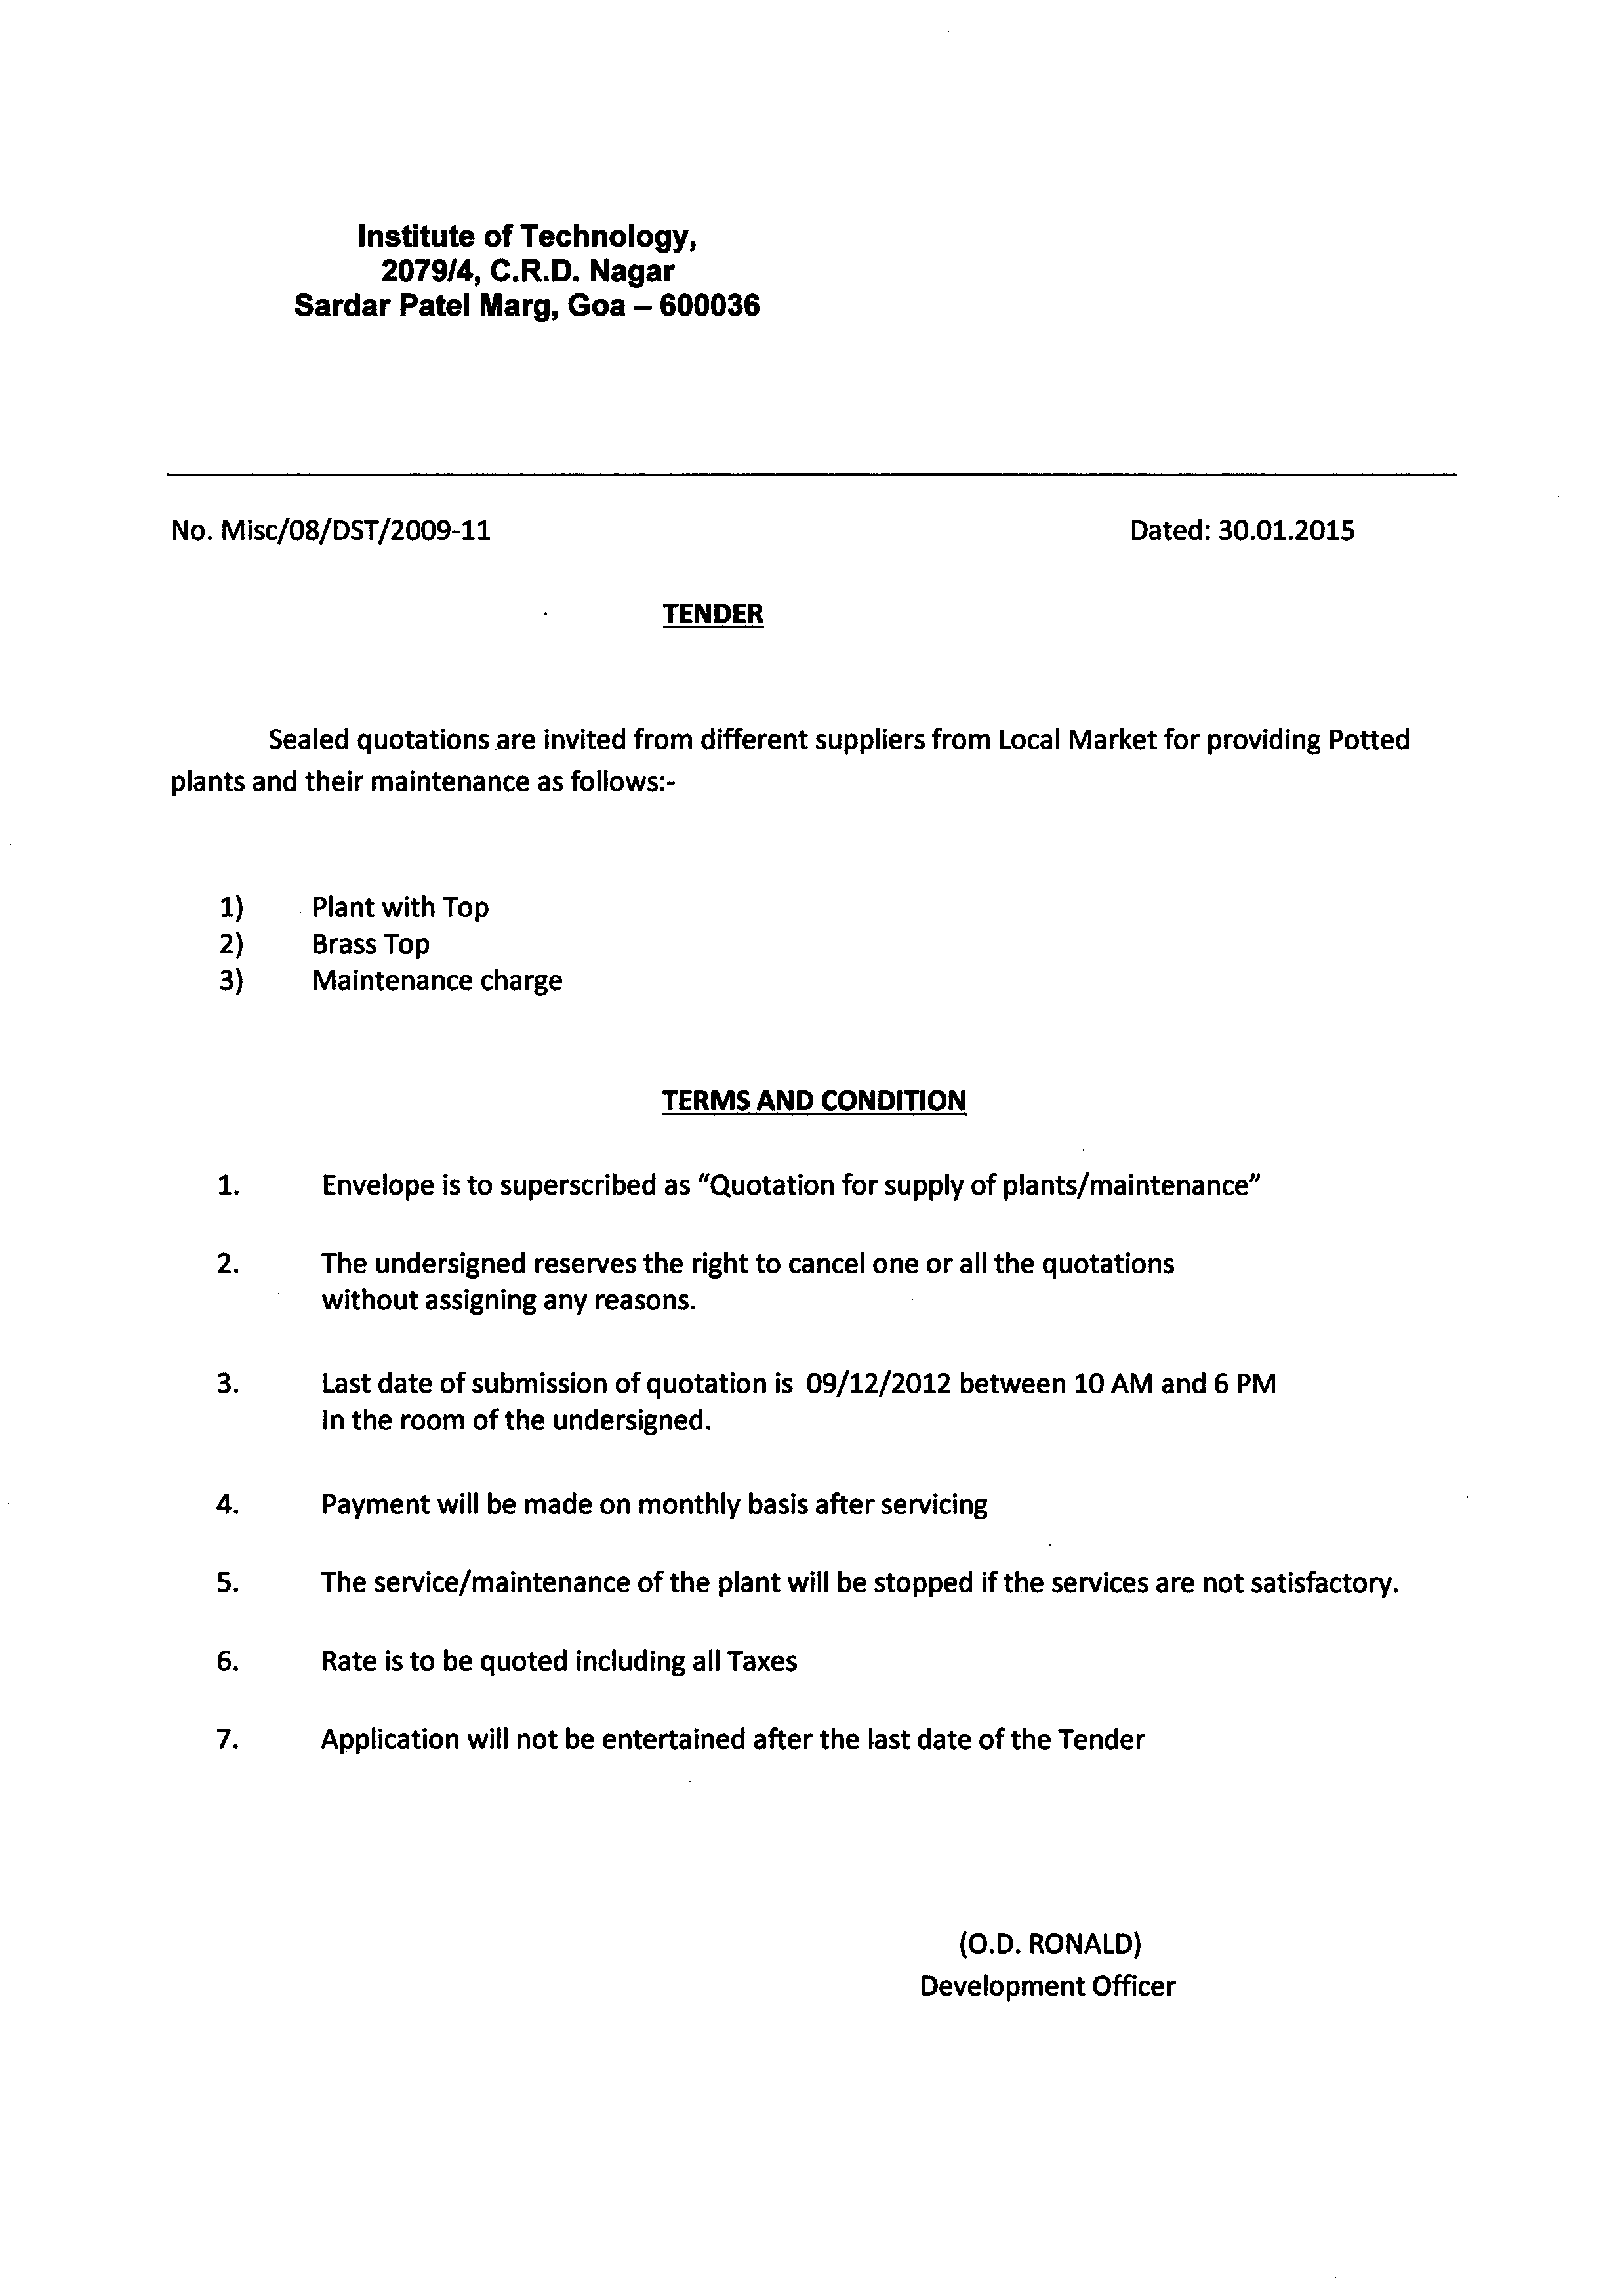 Institute of Technology,
2079/4, C.R.D. Nagar
Sardar Patel Marg, Goa – 600036
No. Misc/08/DST/2009-11 Dated: 30.01.2015
TENDER
Sealed quotations are invited from different suppliers from Local Market for providing Potted
plants and their maintenance as follows:-
1) Plant with Top
2) Brass Top
3) Maintenance charge
TERMS AND CONDITION
1. Envelope is to superscribed as “Quotation for supply of plants/maintenance”
2. The undersigned reserves the right to cancel one or all the quotations
without assigning any reasons.
3. Last date of submission of quotation is 09/12/2012 between 10 AM and 6 PM
In the room of the undersigned.
4. Payment will be made on monthly basis after servicing
5. The service/maintenance of the plant will be stopped if the services are not satisfactory.
6. Rate is to be quoted including all Taxes
7. Application will not be entertained after the last date of the Tender
(O.D. RONALD)
Development Officer